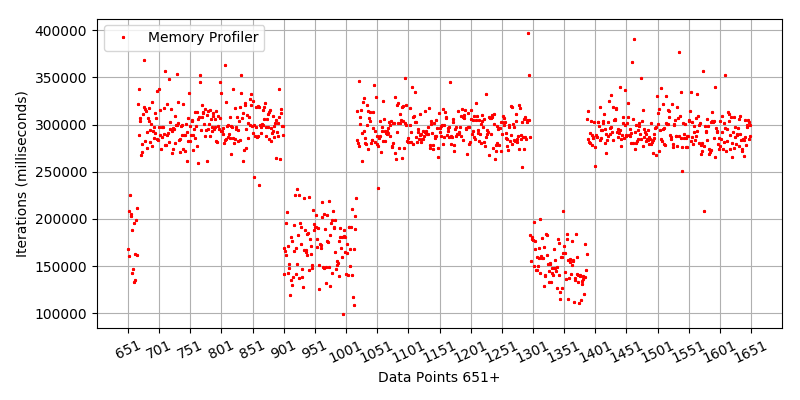 Memory Profiler
400000
350000
300000
250000
200000
150000
100000
Iterations (milliseconds)
651 701 751 801 851 901 951 1001 1051 1101 1151 1201 1251 1301 1351 1401 1451 1501 1551 1601 1651
Data Points 651+